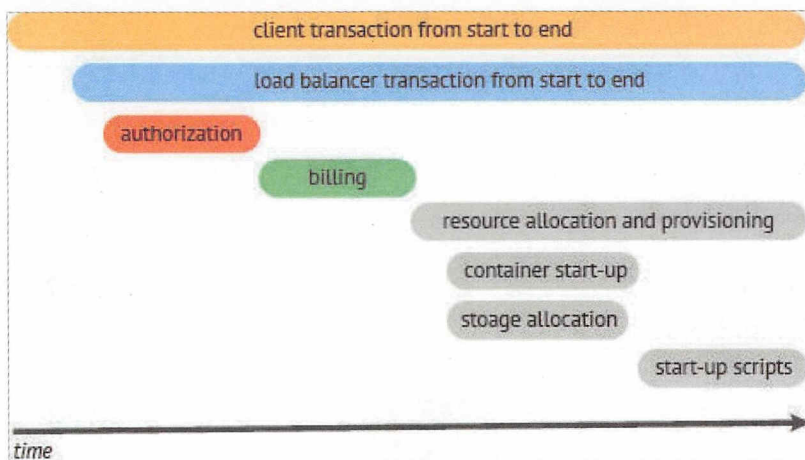 client transaction from start to end
load balancer transaction from start to end
authorization
billing
resource allocation and provisioning
container start-up
stoage allocation
start-up scripts
time